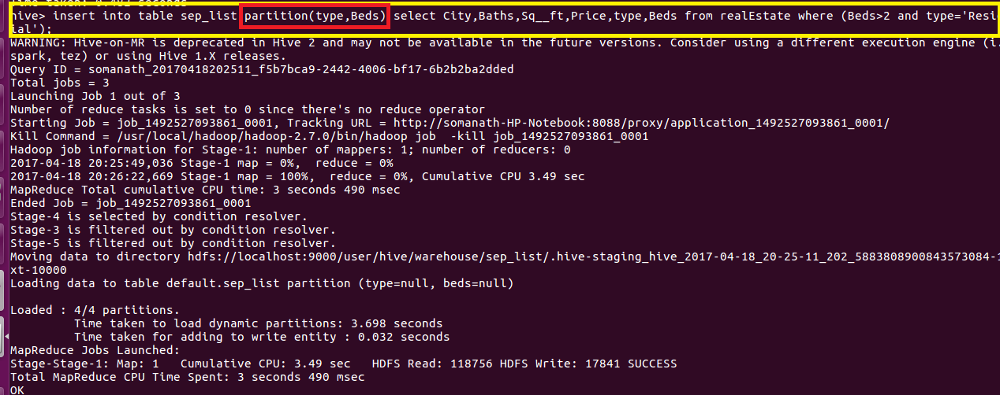 hive> insert into table sep_list partition(type,Beds) select City,Baths,Sq__ft,Price,type,Beds from realEstate where (Beds>2 and type='Resi
ial');
WARNING: Hive-on-MR is deprecated in Hive 2 and may not be available in the future versions. Consider using a different execution engine (i.
spark, tez) or using Hive 1.X releases.
Query ID = somanath_20170418202511_f5b7bca9-2442-4006-bf17-6b2b2ba2dded
Total jobs = 3
Launching Job 1 out of 3
Number of reduce tasks is set to 0 since there's no reduce operator
Starting Job = job_1492527093861_0001, Tracking URL = http://somanath-HP-Notebook:8088/proxy/application_1492527093861_0001/
Kill Command = /usr/local/hadoop/hadoop-2.7.0/bin/hadoop job  -kill job_1492527093861_0001
Hadoop job information for Stage-1: number of mappers: 1; number of reducers: 0
2017-04-18 20:25:49,036 Stage-1 map = 0%,  reduce = 0%
2017-04-18 20:26:22,669 Stage-1 map = 100%,  reduce = 0%, Cumulative CPU 3.49 sec
MapReduce Total cumulative CPU time: 3 seconds 490 msec
Ended Job = job_1492527093861_0001
Stage-4 is selected by condition resolver.
Stage-3 is filtered out by condition resolver.
Stage-5 is filtered out by condition resolver.
Moving data to directory hdfs://localhost:9000/user/hive/warehouse/sep_list/.hive-staging_hive_2017-04-18_20-25-11_202_5883808900843573084-1
xt-10000
Loading data to table default.sep_list partition (type=null, beds=null)
Loaded : 4/4 partitions.
Time taken to load dynamic partitions: 3.698 seconds
Time taken for adding to write entity : 0.032 seconds
MapReduce Jobs Launched:
Stage-Stage-1: Map: 1   Cumulative CPU: 3.49 sec   HDFS Read: 118756 HDFS Write: 17841 SUCCESS
Total MapReduce CPU Time Spent: 3 seconds 490 msec
OK